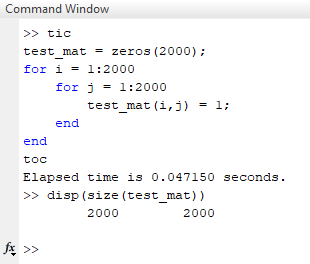 Command Window
>> tic
test_mat = zeros(2000);
for i = 1:2000
    for j = 1:2000
        test_mat(i,j) = 1;
    end
end
toc
Elapsed time is 0.047150 seconds.
>> disp(size(test_mat))
        2000        2000
fx >>